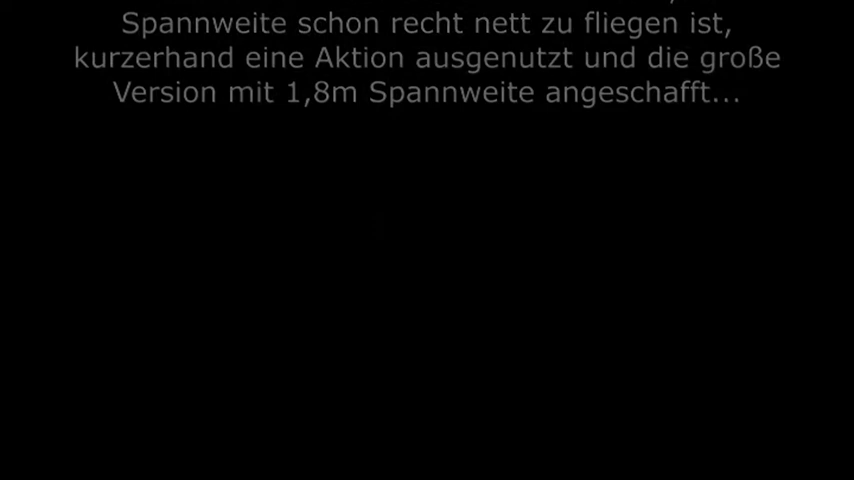 Spannweite schon recht nett zu fliegen ist,
kurzerhand eine Aktion ausgenutzt und die große
Version mit 1,8m Spannweite angeschafft...